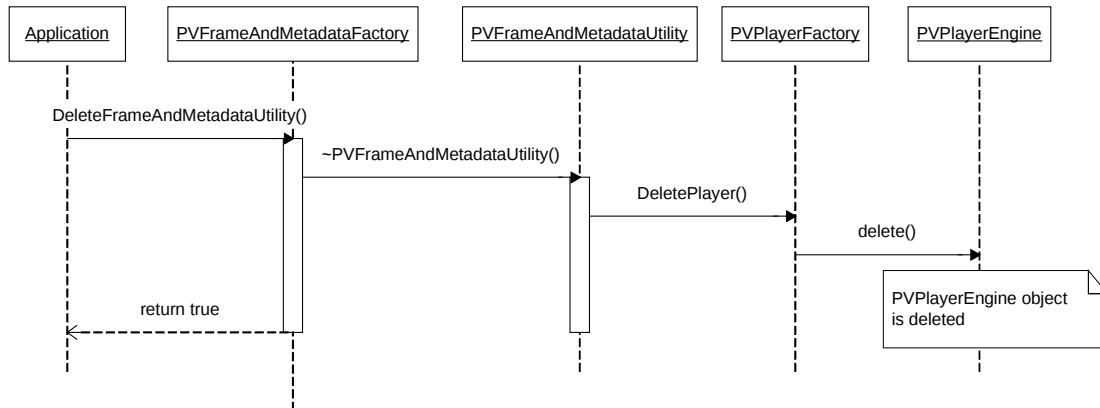 Application
PVFrameAndMetadataFactory
PVFrameAndMetadataUtility
PVPlayerFactory
PVPlayerEngine
DeleteFrameAndMetadataUtility()
~PVFrameAndMetadataUtility()
DeletePlayer()
delete()
PVPlayerEngine object
is deleted
return true